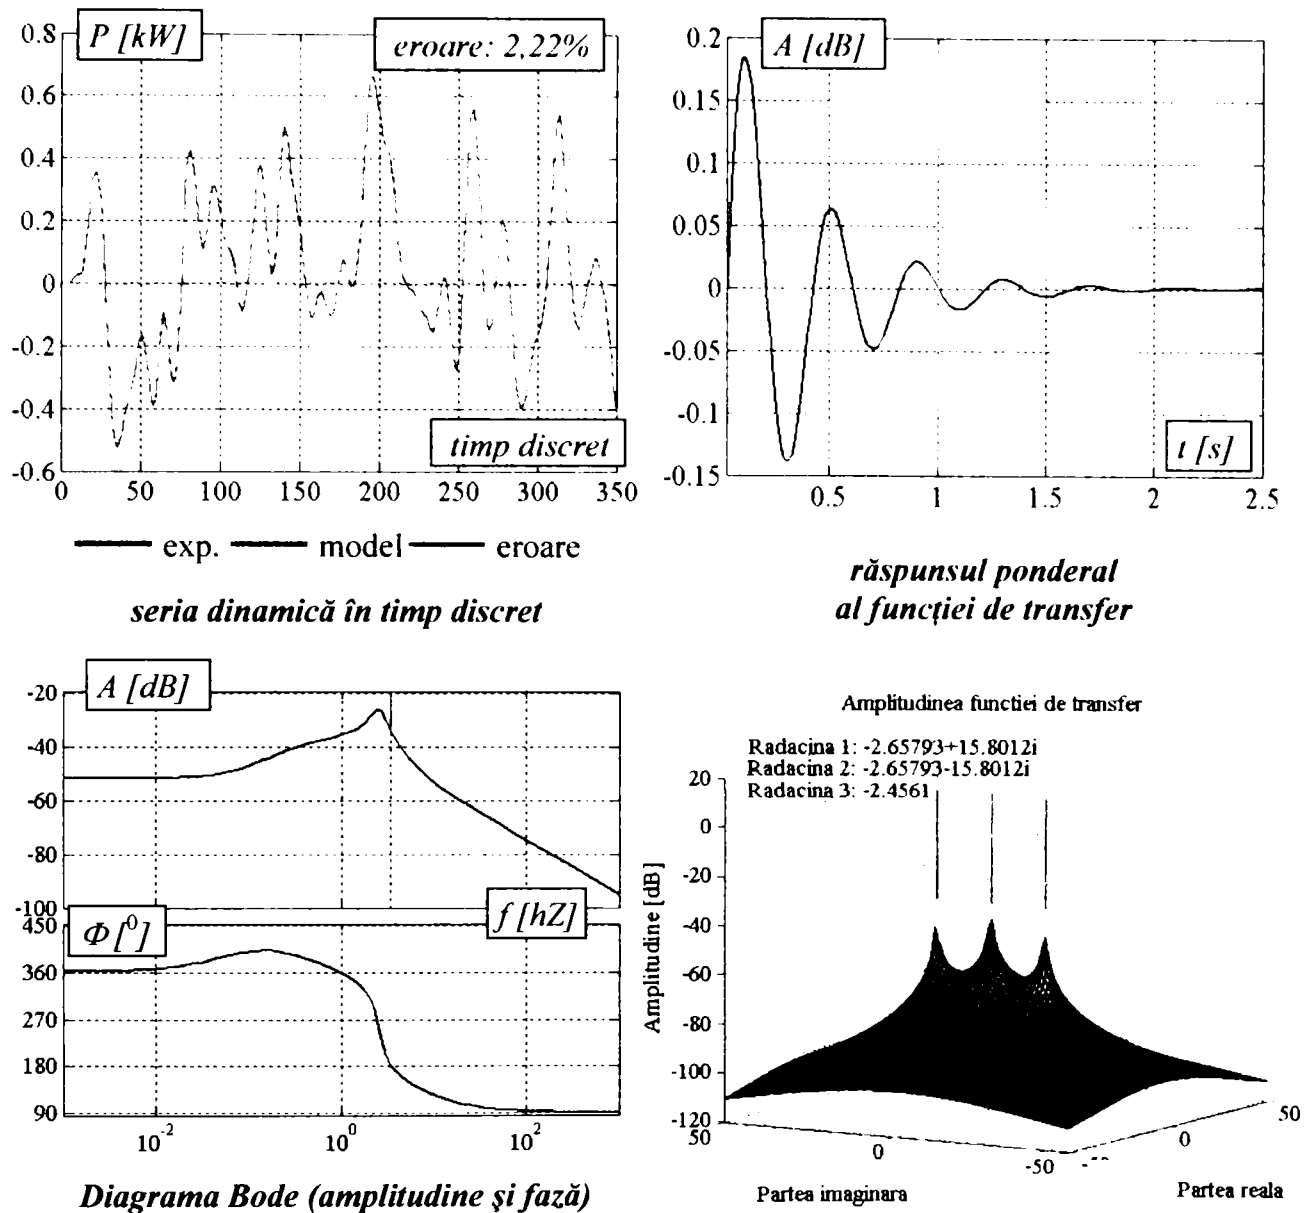 P [kW]
eroare: 2,22%
0.8
0.6
0.4
0.2
0
-0.2
-0.4
-0.6
timp discret
0 50 100 150 200 250 300 350
exp. model eroare
seria dinamică în timp discret
A [dB]
0.2
0.15
0.1
0.05
0
-0.05
-0.1
-0.15
t [s]
0.5 1 1.5 2 2.5
răspunsul ponderal
al funcției de transfer
A [dB]
-20
-40
-60
-80
-100
f [hZ]
Φ [⁰]
450
360
270
180
90
10⁻² 10⁰ 10²
Diagrama Bode (amplitudine și fază)
Amplitudinea functiei de transfer
Radacina 1: -2.65793+15.8012i
Radacina 2: -2.65793-15.8012i
Radacina 3: -2.4561
Amplitudine [dB]
20
0
-20
-40
-60
-80
-100
-120
50 0 -50
0 50
Partea imaginara
Partea reala